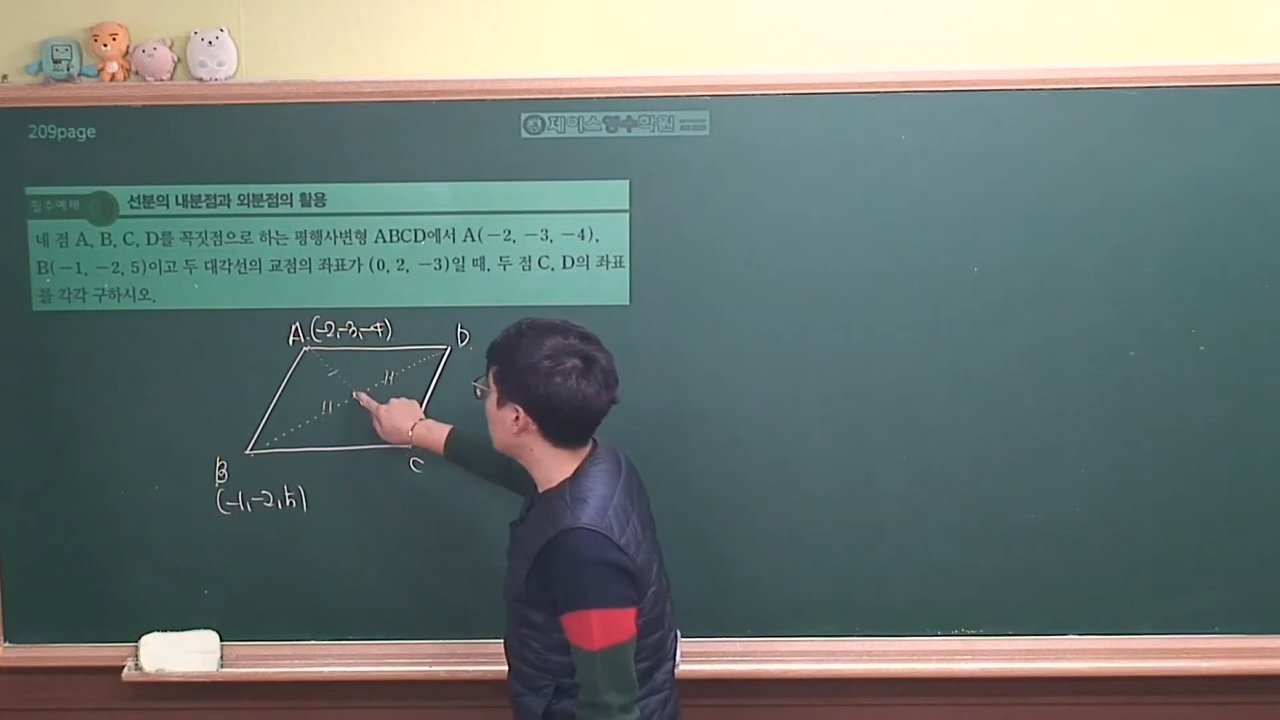 209page
제이스영수학원
필수예제
선분의 내분점과 외분점의 활용
네 점 A, B, C, D를 꼭짓점으로 하는 평행사변형 ABCD에서 A(－2, －3, －4),
B(－1, －2, 5)이고 두 대각선의 교점의 좌표가 (0, 2, －3)일 때, 두 점 C, D의 좌표
를 각각 구하시오.
A(-2,-3,-4)
D
B
C
(-1,-2,5)